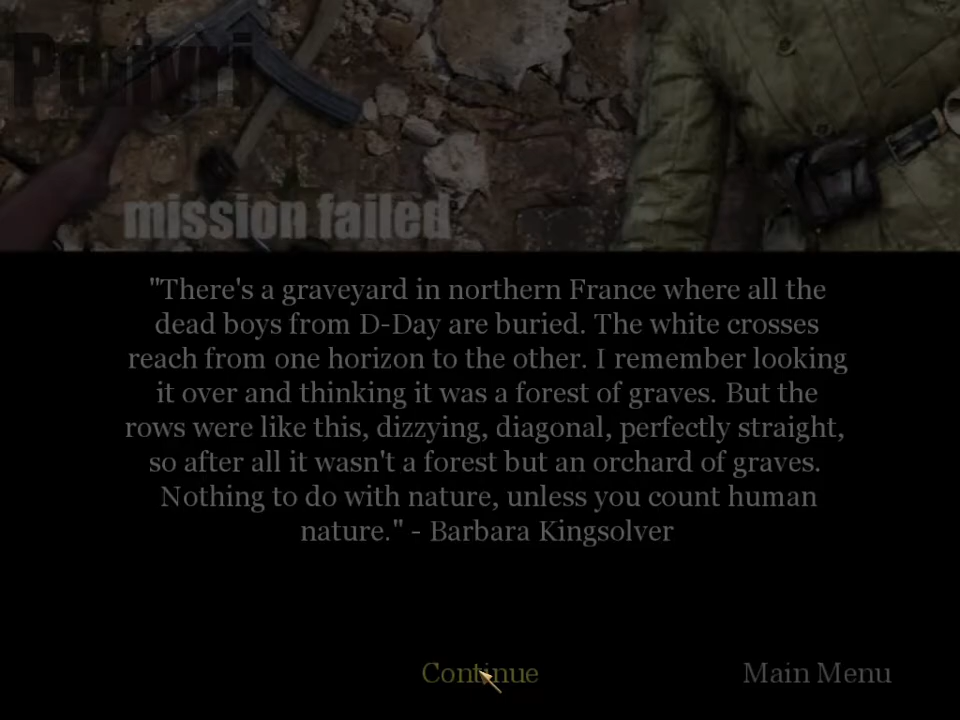 mission failed
"There's a graveyard in northern France where all the
dead boys from D-Day are buried. The white crosses
reach from one horizon to the other. I remember looking
it over and thinking it was a forest of graves. But the
rows were like this, dizzying, diagonal, perfectly straight,
so after all it wasn't a forest but an orchard of graves.
Nothing to do with nature, unless you count human
nature." - Barbara Kingsolver
Continue
Main Menu